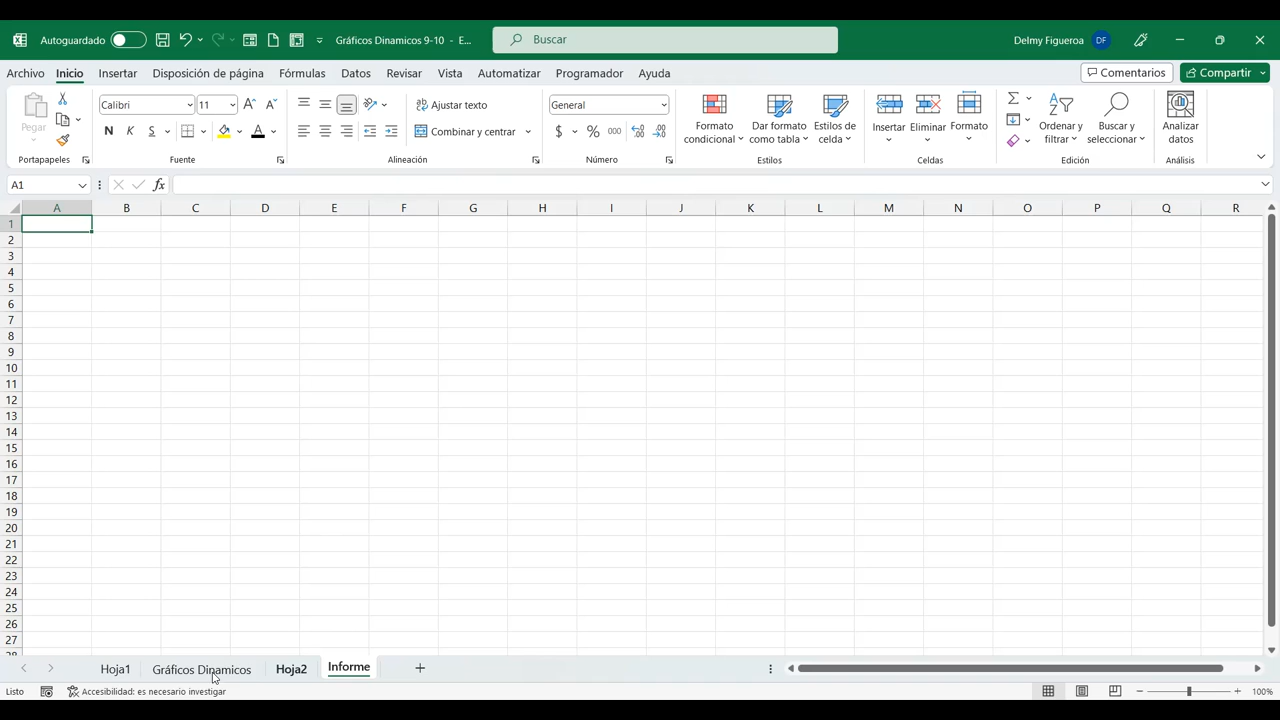 Autoguardado
Gráficos Dinamicos 9-10 - E...
Buscar
Delmy Figueroa
DF
Archivo Inicio Insertar Disposición de página Fórmulas Datos Revisar Vista Automatizar Programador Ayuda
Comentarios
Compartir
Pegar
Portapapeles
Calibri
11
N K S
Fuente
Ajustar texto
Combinar y centrar
Alineación
General
$ % 000
Número
Formato condicional
Dar formato como tabla
Estilos de celda
Estilos
Insertar
Eliminar
Formato
Celdas
Ordenar y filtrar
Buscar y seleccionar
Edición
Analizar datos
Análisis
A1
fx
A B C D E F G H I J K L M N O P Q R
1
2
3
4
5
6
7
8
9
10
11
12
13
14
15
16
17
18
19
20
21
22
23
24
25
26
27
28
Hoja1 Gráficos Dinamicos Hoja2 Informe
Listo
Accesibilidad: es necesario investigar
100%